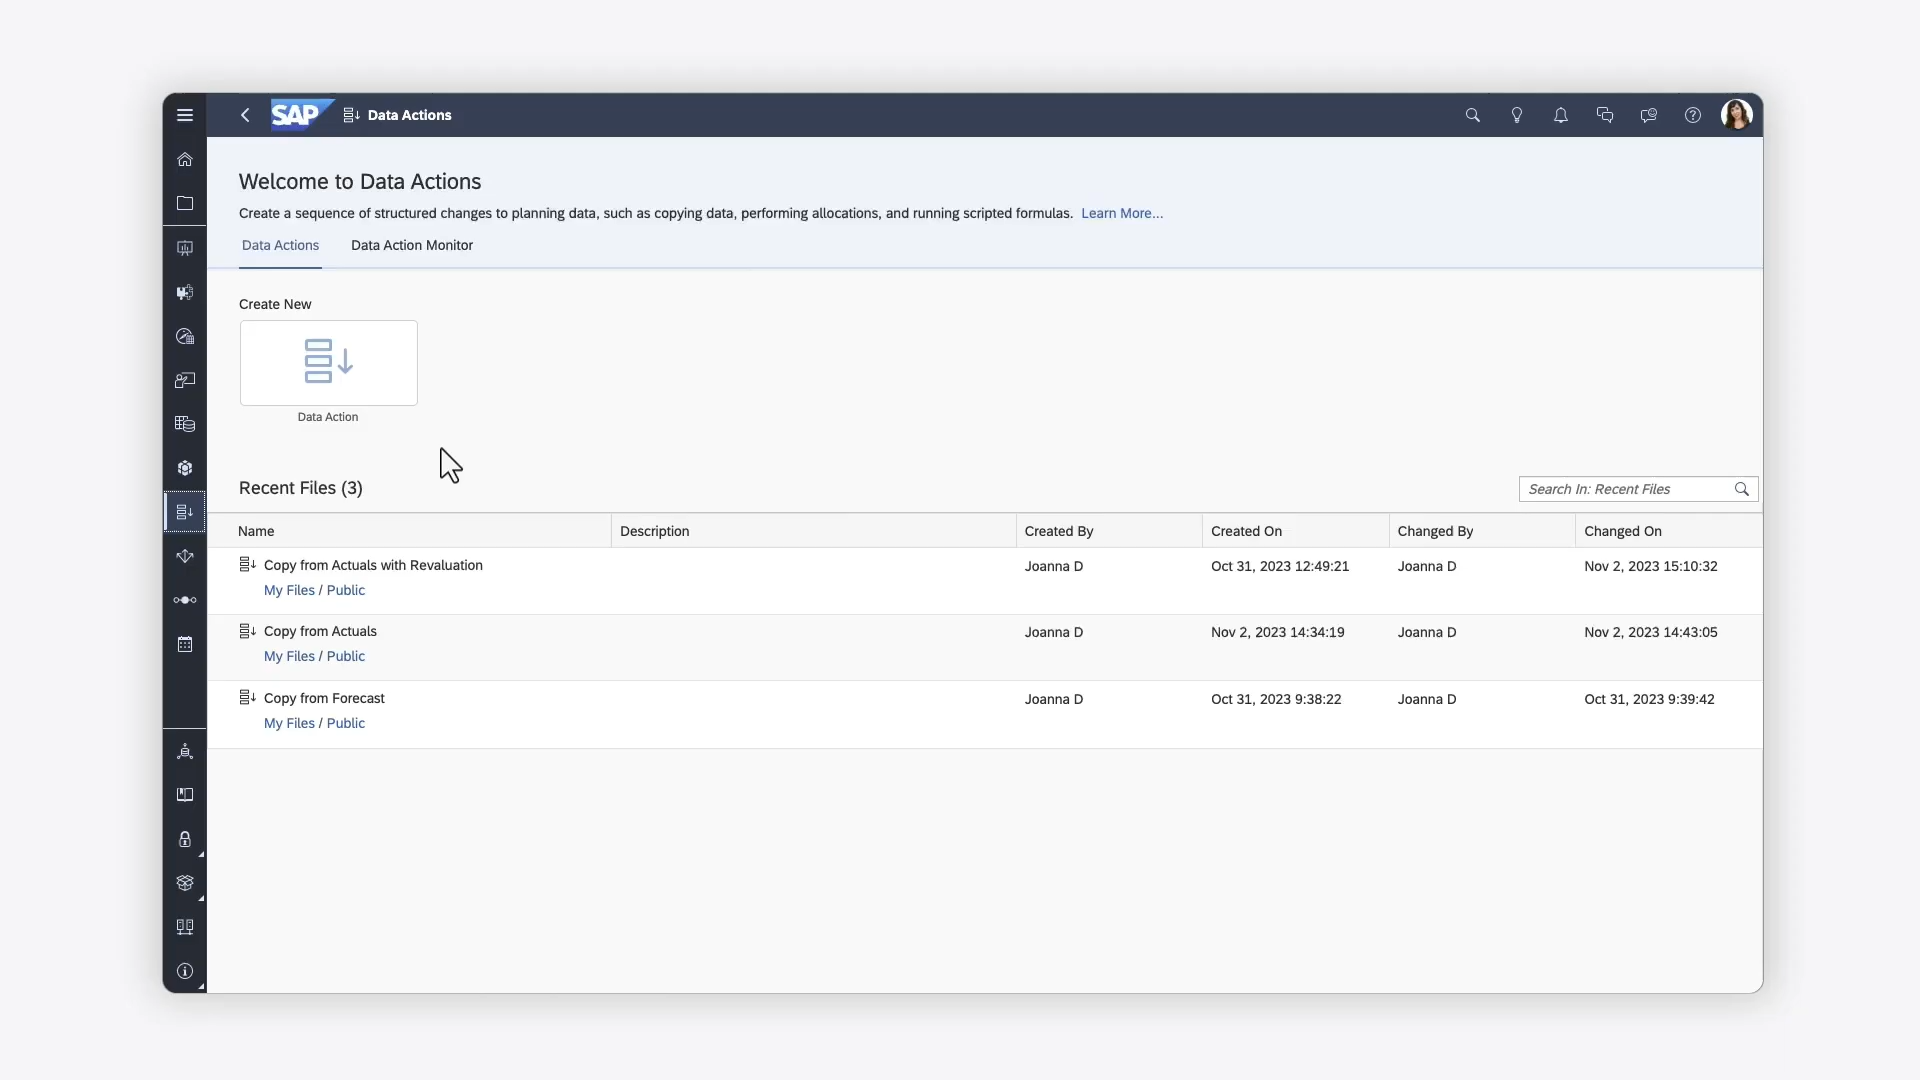 SAP Data Actions
Welcome to Data Actions
Create a sequence of structured changes to planning data, such as copying data, performing allocations, and running scripted formulas. Learn More...
Data Actions Data Action Monitor
Create New
Data Action
Recent Files (3)
Search In: Recent Files
Name Description Created By Created On Changed By Changed On
Copy from Actuals with Revaluation Joanna D Oct 31, 2023 12:49:21 Joanna D Nov 2, 2023 15:10:32
My Files / Public
Copy from Actuals Joanna D Nov 2, 2023 14:34:19 Joanna D Nov 2, 2023 14:43:05
My Files / Public
Copy from Forecast Joanna D Oct 31, 2023 9:38:22 Joanna D Oct 31, 2023 9:39:42
My Files / Public